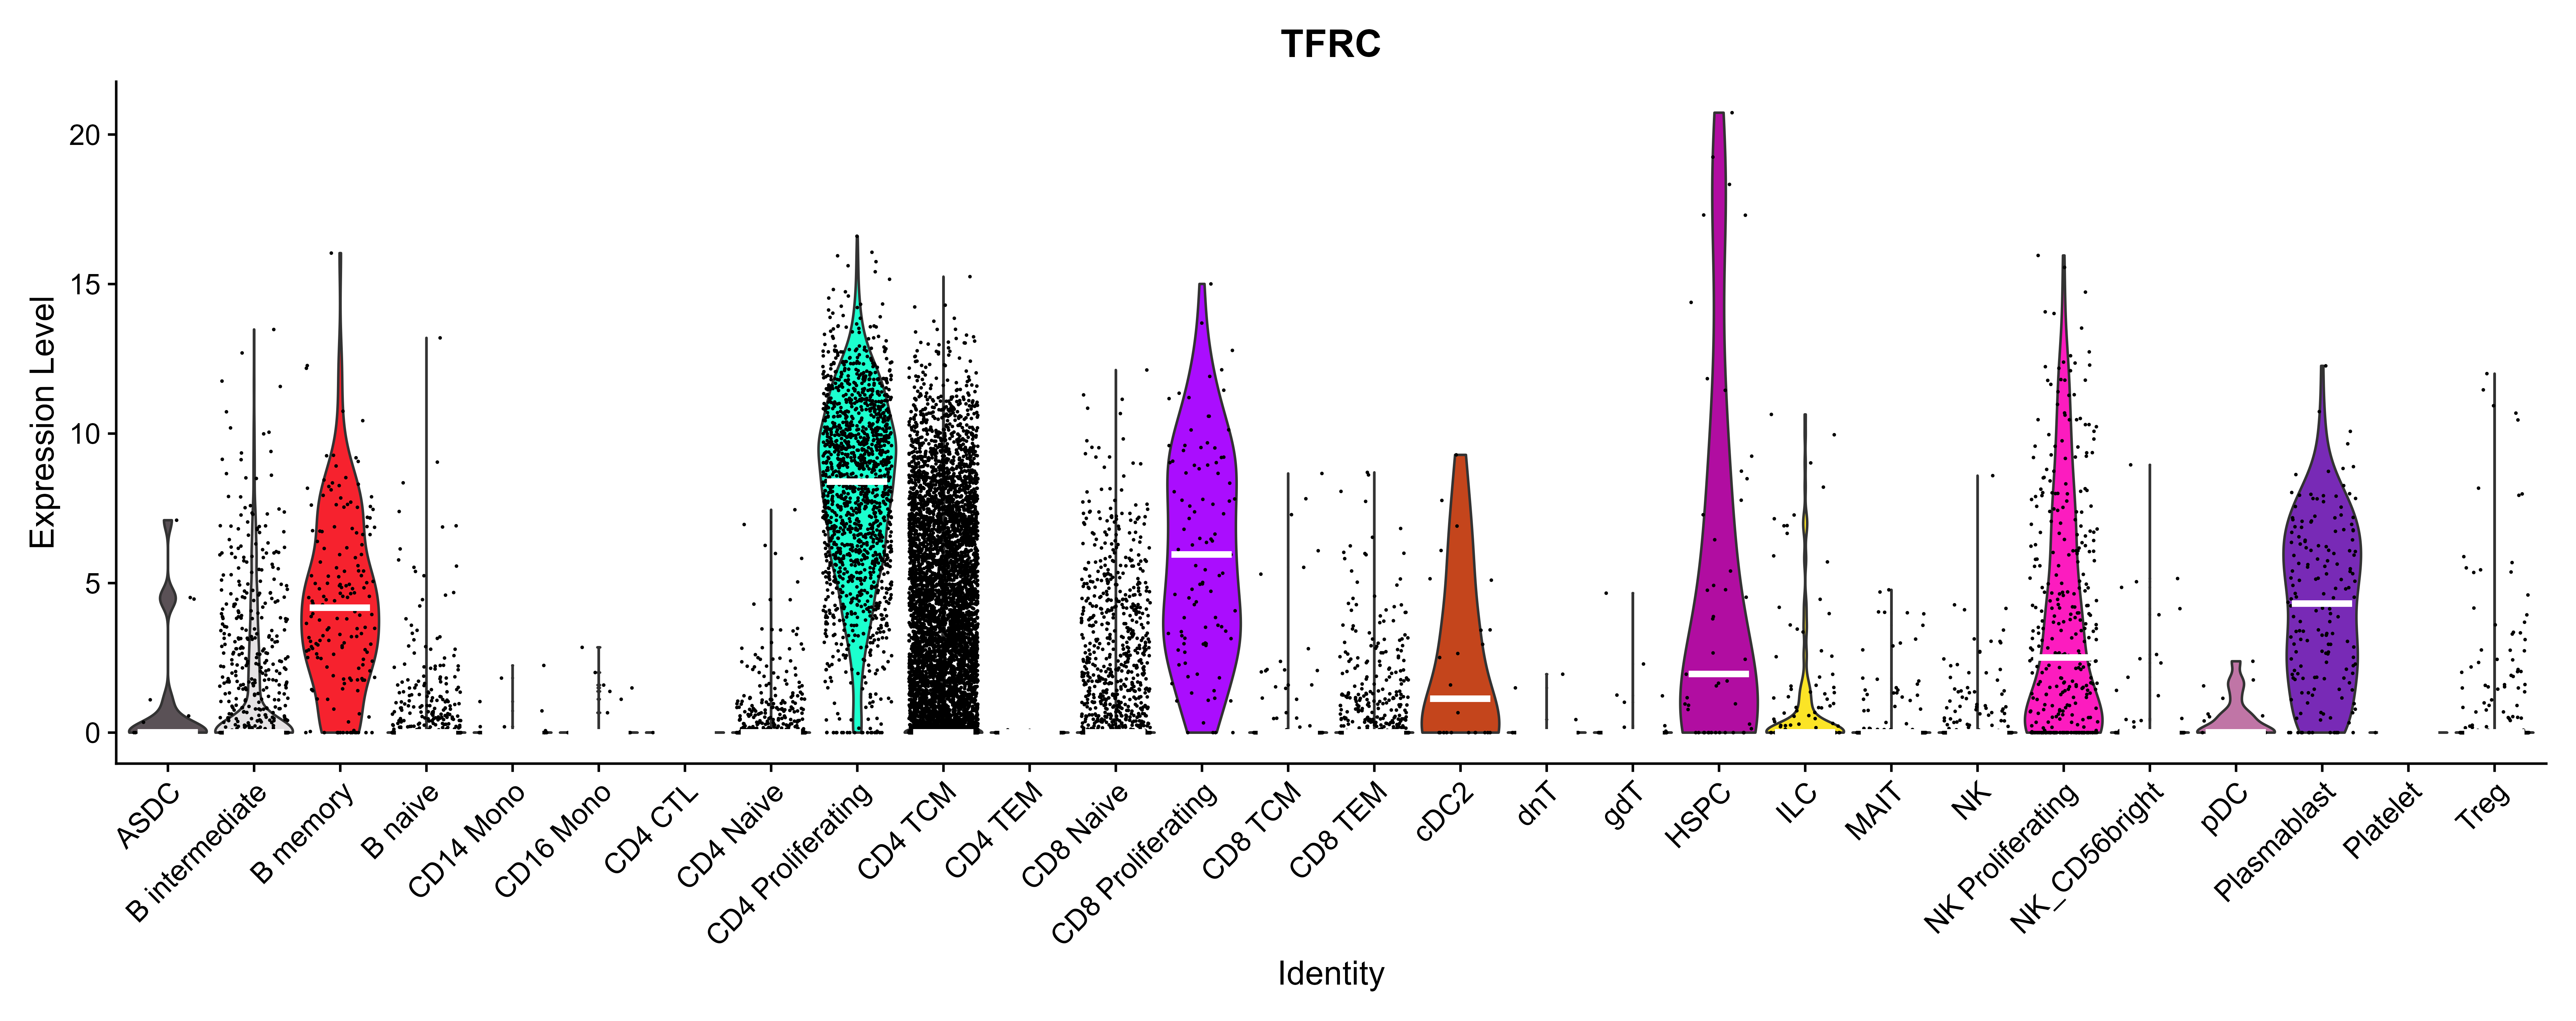 TFRC
Expression Level
20
15
10
5
0
ASDC
B intermediate
B memory
B naive
CD14 Mono
CD16 Mono
CD4 CTL
CD4 Naive
CD4 Proliferating
CD4 TCM
CD4 TEM
CD8 Naive
CD8 Proliferating
CD8 TCM
CD8 TEM
cDC2
dnT
gdT
HSPC
ILC
MAIT
NK
NK Proliferating
NK_CD56bright
pDC
Plasmablast
Platelet
Treg
Identity